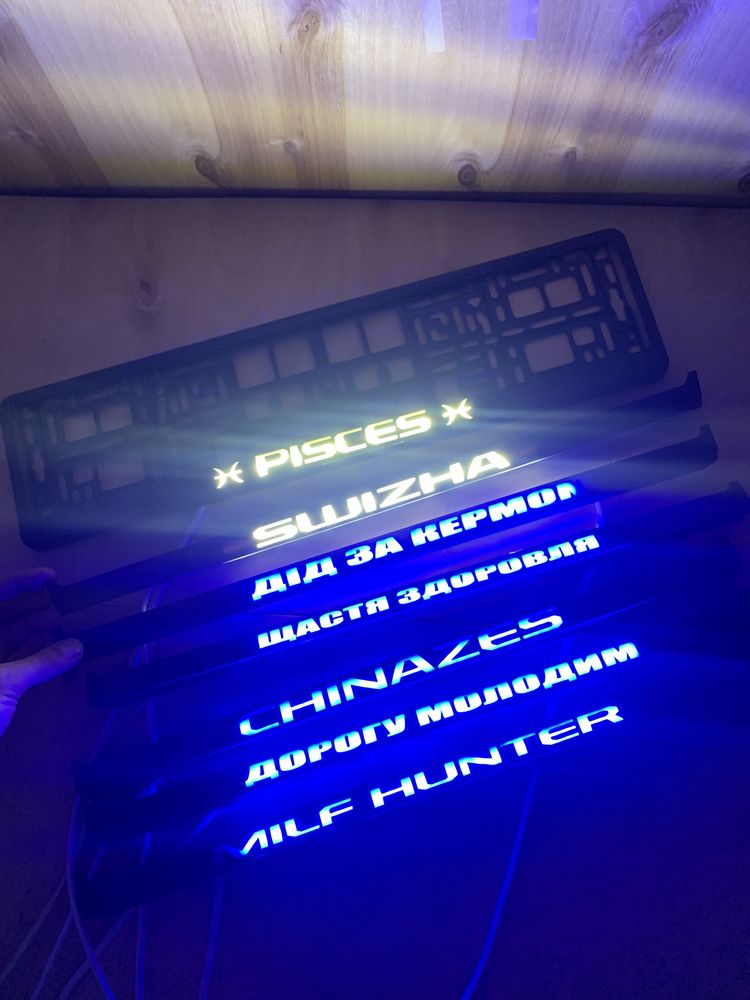 ♓ PISCES ♓
SWIZHA
ДІД ЗА КЕРМОМ
ЩАСТЯ ЗДОРОВЛЯ
CHINAZES
ДОРОГУ МОЛОДИМ
MILF HUNTER